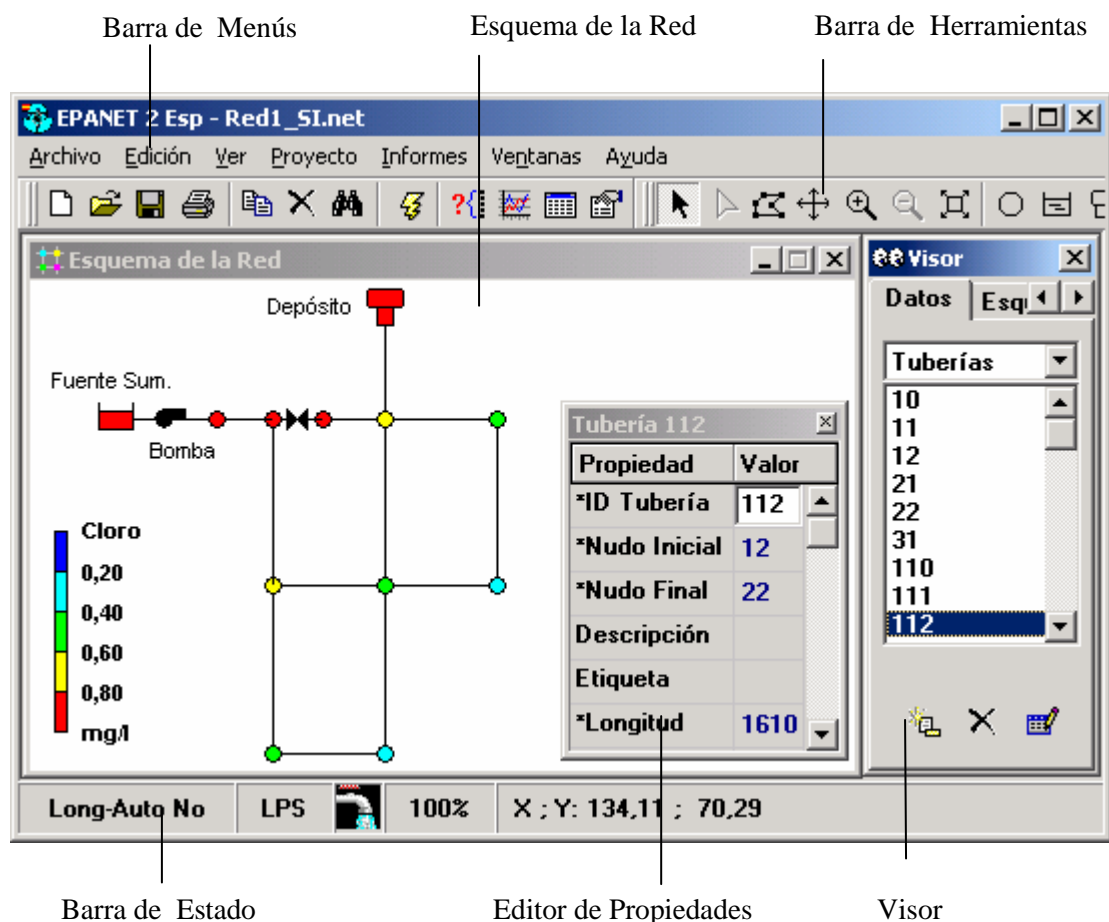 Barra de Menús
Esquema de la Red
Barra de Herramientas
EPANET 2 Esp - Red1_SI.net
Archivo Edición Ver Proyecto Informes Ventanas Ayuda
Esquema de la Red
Visor
Datos Esq
Depósito
Fuente Sum.
Bomba
Tuberías
10
11
12
21
22
31
110
111
112
Tubería 112
Propiedad Valor
*ID Tubería 112
*Nudo Inicial 12
*Nudo Final 22
Descripción
Etiqueta
*Longitud 1610
Cloro
0,20
0,40
0,60
0,80
mg/l
Long-Auto No LPS 100% X ; Y: 134,11 ; 70,29
Barra de Estado
Editor de Propiedades
Visor